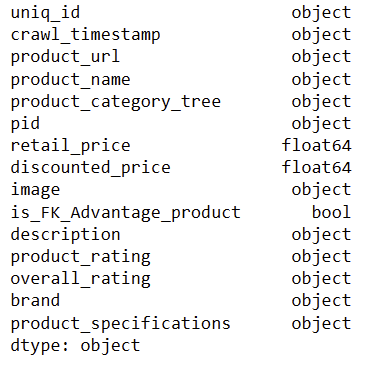 uniq_id object
crawl_timestamp object
product_url object
product_name object
product_category_tree object
pid object
retail_price float64
discounted_price float64
image object
is_FK_Advantage_product bool
description object
product_rating object
overall_rating object
brand object
product_specifications object
dtype: object